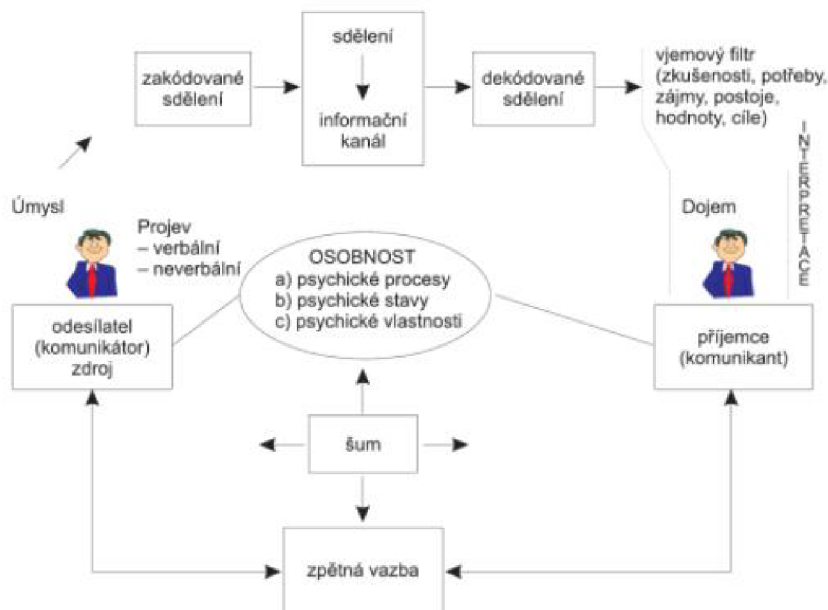 zakódované
sdělení
sdělení
informační
kanál
dekódované
sdělení
vjemový filtr
(zkušenosti, potřeby,
zájmy, postoje,
hodnoty, cíle)
INTERPRETACE
Úmysl
Projev
– verbální
– neverbální
OSOBNOST
a) psychické procesy
b) psychické stavy
c) psychické vlastnosti
Dojem
odesílatel
(komunikátor)
zdroj
příjemce
(komunikant)
šum
zpětná vazba